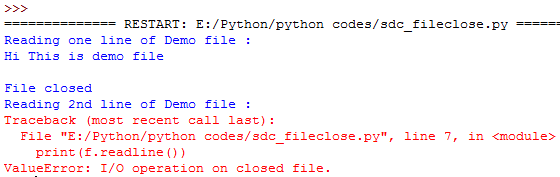 >>>
============== RESTART: E:/Python/python codes/sdc_fileclose.py ======
Reading one line of Demo file :
Hi This is demo file
File closed
Reading 2nd line of Demo file :
Traceback (most recent call last):
File "E:/Python/python codes/sdc_fileclose.py", line 7, in <module>
print(f.readline())
ValueError: I/O operation on closed file.